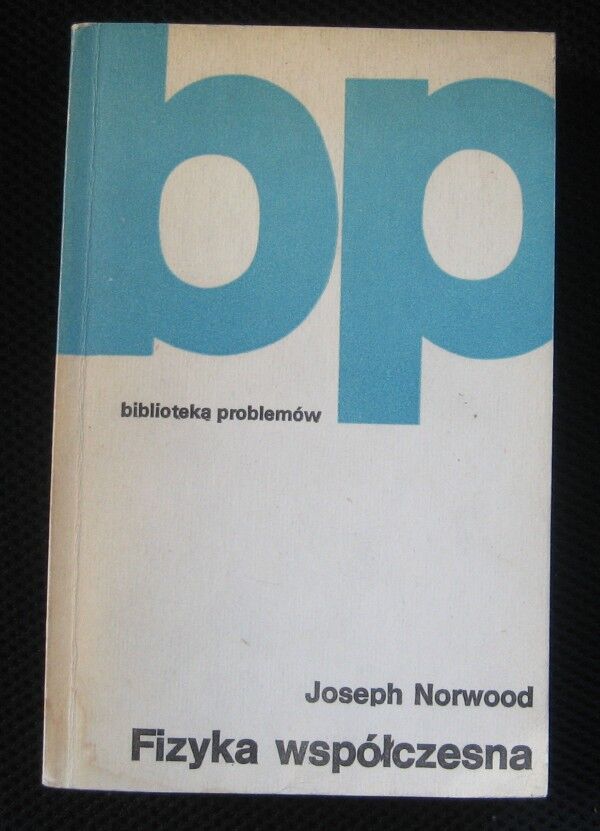 bp
biblioteka problemów
Joseph Norwood
Fizyka współczesna